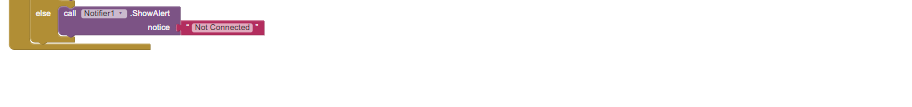 else call Notifier1 .ShowAlert
notice " Not Connected "